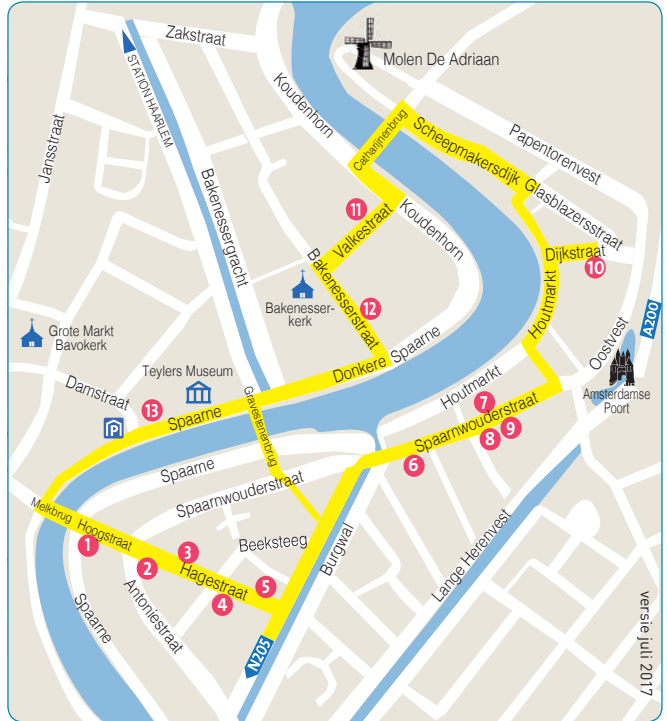 Zakstraat
Molen De Adriaan
STATION HAARLEM
Koudenhorn
Jansstraat
Catharijnenbrug
Scheepmakersdijk
Papentorenvest
Bakenessergracht
11
Valkestraat
Koudenhorn
Glasblazersstraat
Dijkstraat
10
Bakenesser-
kerk
Bakenesserstraat
12
Houtmarkt
A200
Oostvest
Grote Markt
Bavokerk
Teylers Museum
Donkere Spaarne
Amsterdamse
Poort
Damstraat
13
P
Spaarne
Gravestenenbrug
Houtmarkt
7
Spaarnwouderstraat
8
9
6
Spaarne
Spaarnwouderstraat
Melkbrug
Hoogstraat
1
2
3
Beeksteeg
Burgwal
Hagestraat
4
5
Lange Herenvest
Antoniestraat
Spaarne
N205
versie juli 2017